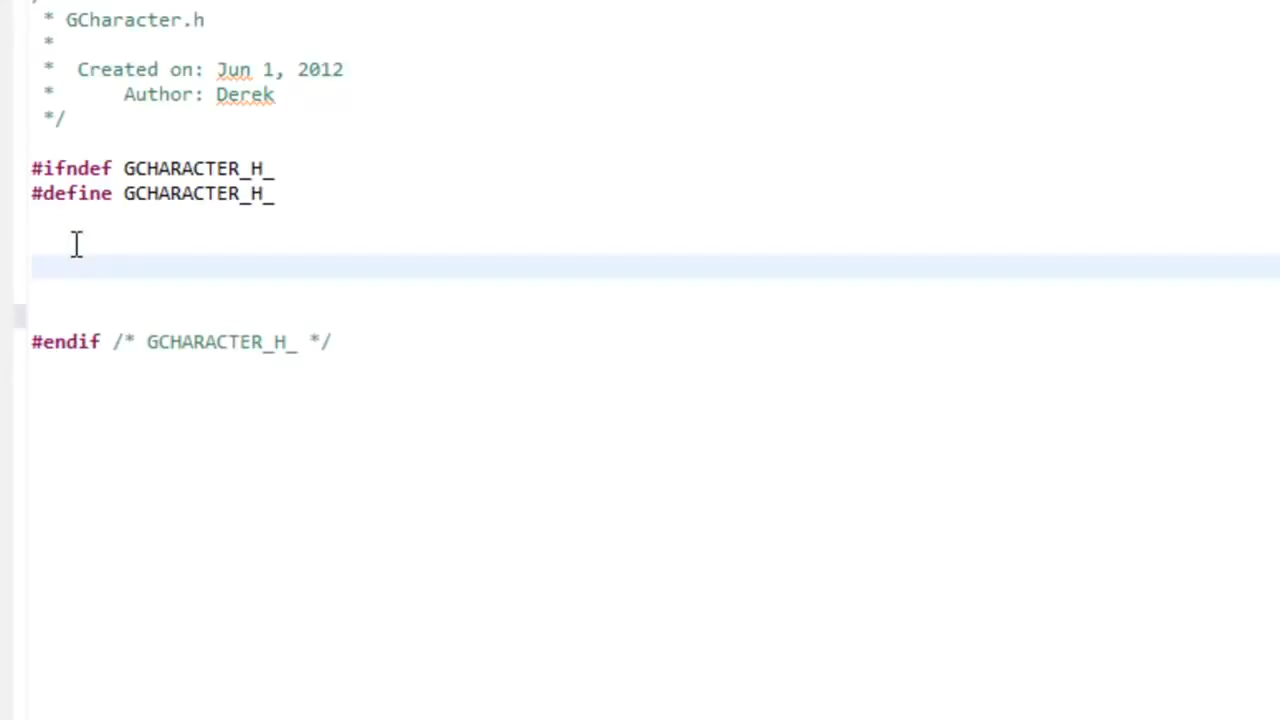 * GCharacter.h
*
* Created on: Jun 1, 2012
* Author: Derek
*/
#ifndef GCHARACTER_H_
#define GCHARACTER_H_
#endif /* GCHARACTER_H_ */